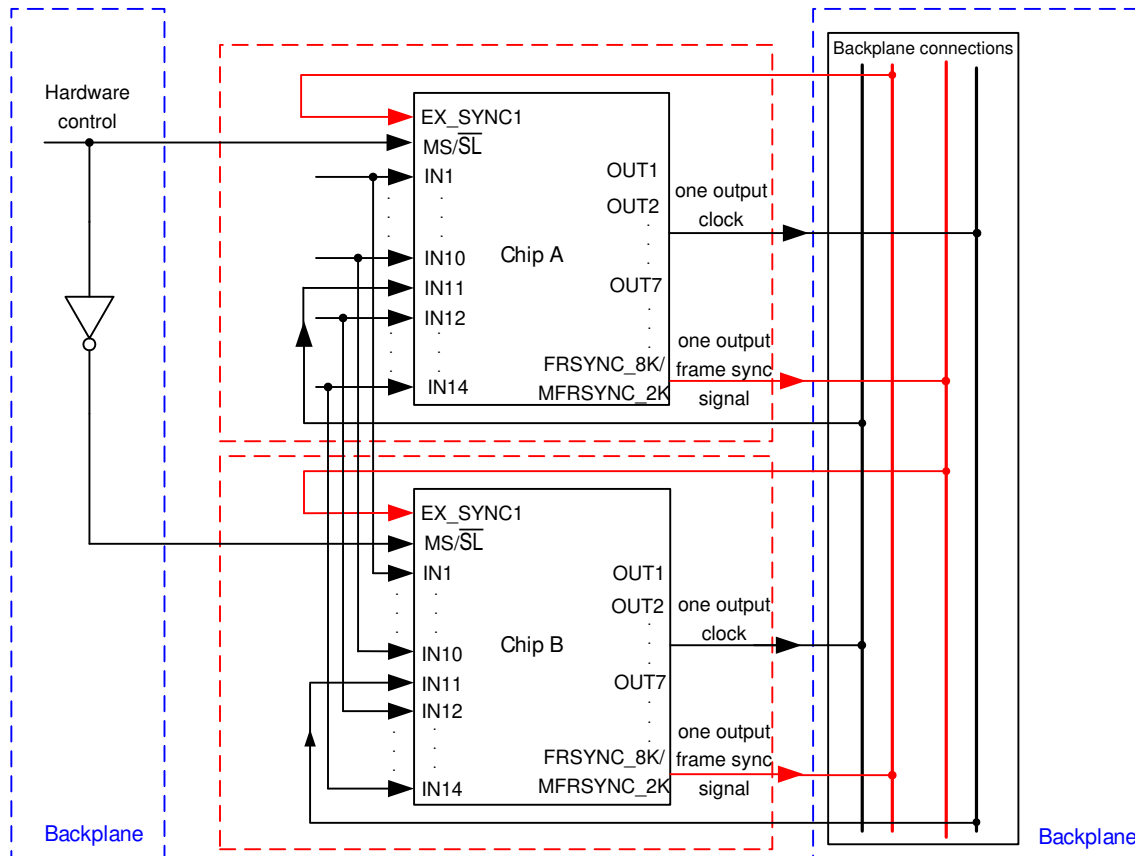 Backplane connections
Hardware
control
EX_SYNC1
MS/S̅L̅
IN1
IN10
IN11
IN12
IN14
Chip A
OUT1
OUT2
OUT7
FRSYNC_8K/
MFRSYNC_2K
one output
clock
one output
frame sync
signal
EX_SYNC1
MS/S̅L̅
IN1
IN10
IN11
IN12
IN14
Chip B
OUT1
OUT2
OUT7
FRSYNC_8K/
MFRSYNC_2K
one output
clock
one output
frame sync
signal
Backplane
Backplane